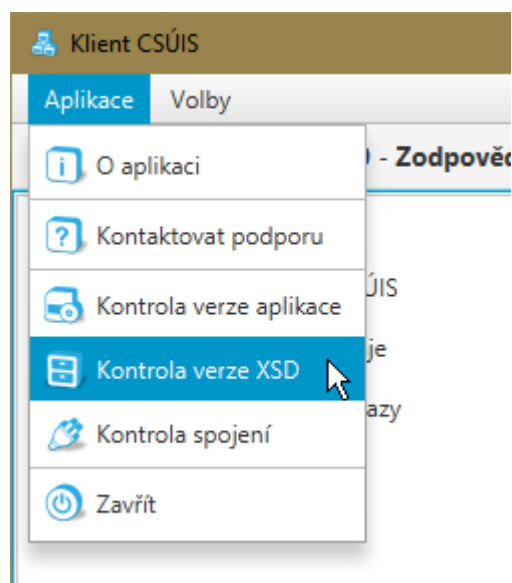 Klient CSÚIS
Aplikace Volby
- Zodpověd
O aplikaci
Kontaktovat podporu
Kontrola verze aplikace
ÚIS
Kontrola verze XSD
je
azy
Kontrola spojení
Zavřít